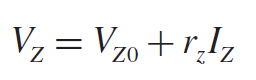 V_Z = V_{Z0} + r_z I_Z